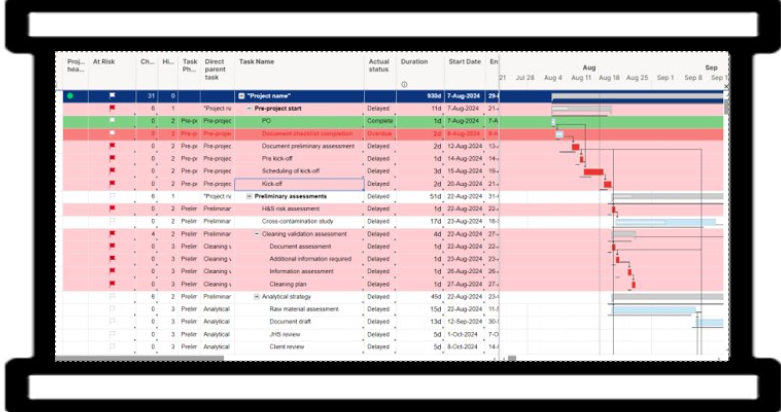 Proj... At Risk Ch... Hi... Task Direct Task Name Actual Duration Start Date En
hea... Ph... parent status
task
Aug Sep
21 Jul 28 Aug 4 Aug 11 Aug 18 Aug 25 Sep 1 Sep 8 Sep 1
31 0 "Project name" 930d 7-Aug-2024 29-
6 1 "Project na Pre-project start Delayed 11d 7-Aug-2024 21-
0 2 Pre-p Pre-projec PO Complete 1d 7-Aug-2024 7-A
0 2 Pre-p Pre-projec Document checklist completion Overdue 2d
0 2 Pre-p Pre-projec Document preliminary assessment Delayed 2d 12-Aug-2024 13-
0 2 Pre-p Pre-projec Pre kick-off Delayed 1d 14-Aug-2024 14-
0 2 Pre-p Pre-projec Scheduling of kick-off Delayed 3d 15-Aug-2024 19-
0 2 Pre-p Pre-projec Kick-off Delayed 2d 20-Aug-2024 21-
6 1 "Project na Preliminary assessments Delayed 51d 22-Aug-2024 31-
0 2 Prelim Preliminar H&S risk assessment Delayed 1d 22-Aug-2024 22-
0 2 Prelim Preliminar Cross-contamination study Delayed 17d 23-Aug-2024 16-
4 2 Prelim Preliminar Cleaning validation assessment Delayed 4d 22-Aug-2024 27-
0 3 Prelim Cleaning v Document assessment Delayed 1d 22-Aug-2024 22-
0 3 Prelim Cleaning v Additional information required Delayed 1d 23-Aug-2024 23-
0 3 Prelim Cleaning v Information assessment Delayed 1d 26-Aug-2024 26-
0 3 Prelim Cleaning v Cleaning plan Delayed 1d 27-Aug-2024 27-
6 2 Prelim Preliminar Analytical strategy Delayed 45d 22-Aug-2024 23-
0 3 Prelim Analytical Raw material assessment Delayed 15d 22-Aug-2024 11-
0 3 Prelim Analytical Document draft Delayed 13d 12-Sep-2024 30-
0 3 Prelim Analytical JHS review Delayed 5d 1-Oct-2024 7-O
0 3 Prelim Analytical Client review Delayed 5d 8-Oct-2024 14-